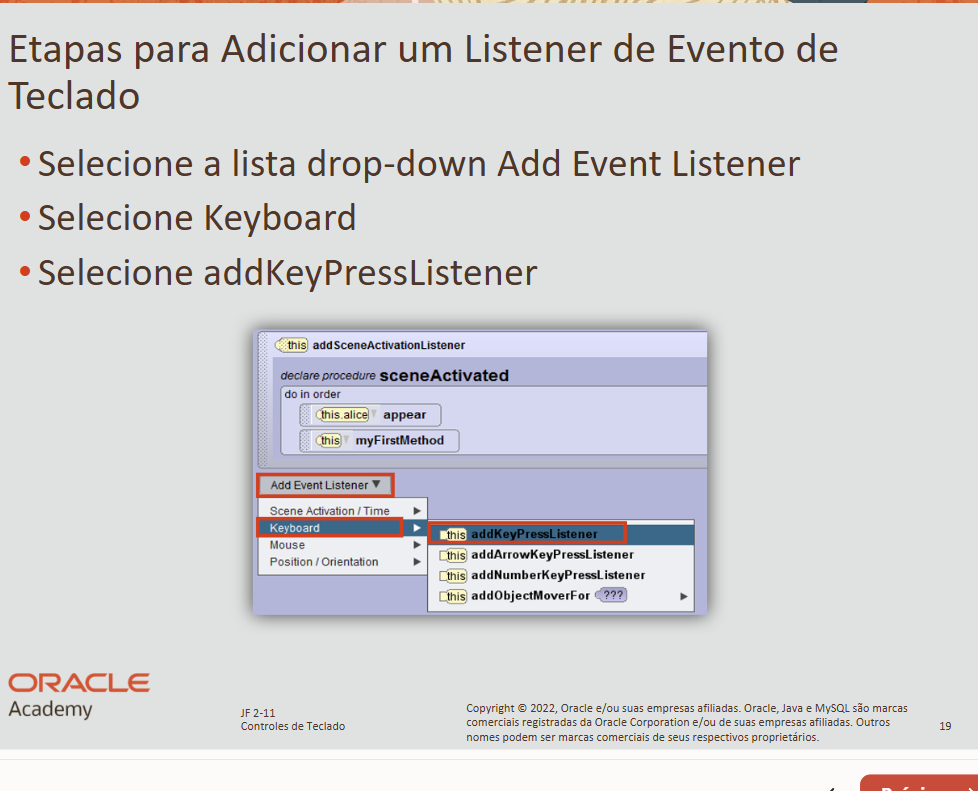 Etapas para Adicionar um Listener de Evento de
Teclado
• Selecione a lista drop-down Add Event Listener
• Selecione Keyboard
• Selecione addKeyPressListener
this addSceneActivationListener
declare procedure sceneActivated
do in order
this.alice appear
this myFirstMethod
Add Event Listener
Scene Activation / Time
Keyboard
Mouse
Position / Orientation
this addKeyPressListener
this addArrowKeyPressListener
this addNumberKeyPressListener
this addObjectMoverFor ???
ORACLE
Academy
JF 2-11
Controles de Teclado
Copyright © 2022, Oracle e/ou suas empresas afiliadas. Oracle, Java e MySQL são marcas
comerciais registradas da Oracle Corporation e/ou de suas empresas afiliadas. Outros
nomes podem ser marcas comerciais de seus respectivos proprietários.
19